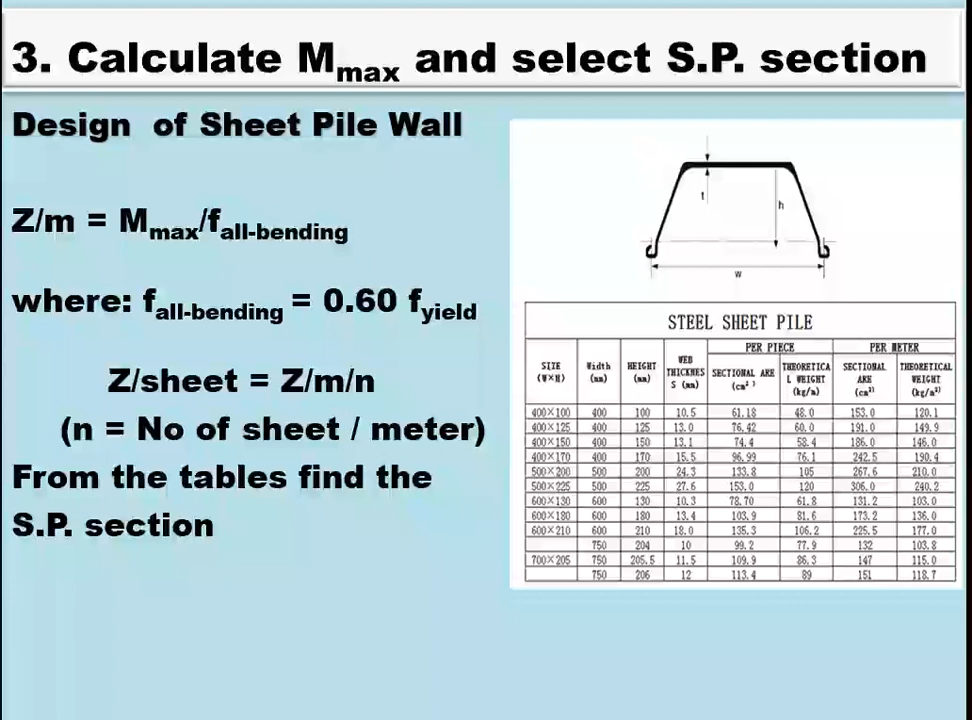 3. Calculate Mmax and select S.P. section
Design of Sheet Pile Wall
Z/m = Mmax/fall-bending
where: fall-bending = 0.60 fyield
Z/sheet = Z/m/n
(n = No of sheet / meter)
From the tables find the
S.P. section
t
h
w
STEEL SHEET PILE
SIZE (W×H) Width (mm) HEIGHT (mm) WEB THICKNES S (mm) PER PIECE PER METER
SECTIONAL ARE (cm²) THEORETICA L WEIGHT (kg/m) SECTIONAL ARE (cm²) THEORETICAL WEIGHT (kg/m²)
400×100 400 100 10.5 61.18 48.0 153.0 120.1
400×125 400 125 13.0 76.42 60.0 191.0 149.9
400×150 400 150 13.1 74.4 58.4 186.0 146.0
400×170 400 170 15.5 96.99 76.1 242.5 190.4
500×200 500 200 24.3 133.8 105 267.6 210.0
500×225 500 225 27.6 153.0 120 306.0 240.2
600×130 600 130 10.3 78.70 61.8 131.2 103.0
600×180 600 180 13.4 103.9 81.6 173.2 136.0
600×210 600 210 18.0 135.3 106.2 225.5 177.0
750 204 10 99.2 77.9 132 103.8
700×205 750 205.5 11.5 109.9 86.3 147 115.0
750 206 12 113.4 89 151 118.7